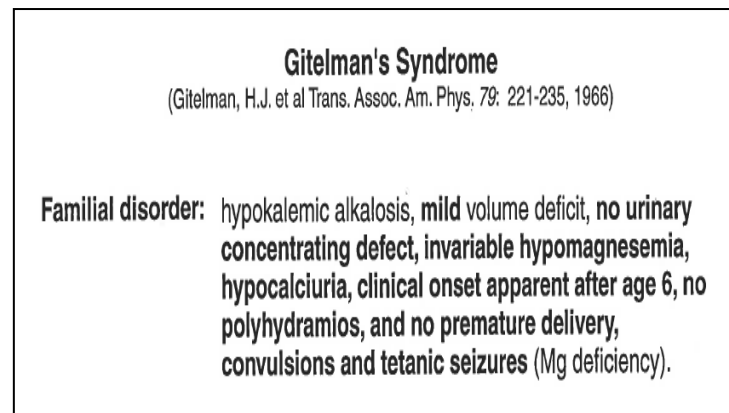 Gitelman's Syndrome
(Gitelman, H.J. et al Trans. Assoc. Am. Phys. 79: 221-235, 1966)
Familial disorder: hypokalemic alkalosis, mild volume deficit, no urinary
concentrating defect, invariable hypomagnesemia,
hypocalciuria, clinical onset apparent after age 6, no
polyhydramios, and no premature delivery,
convulsions and tetanic seizures (Mg deficiency).